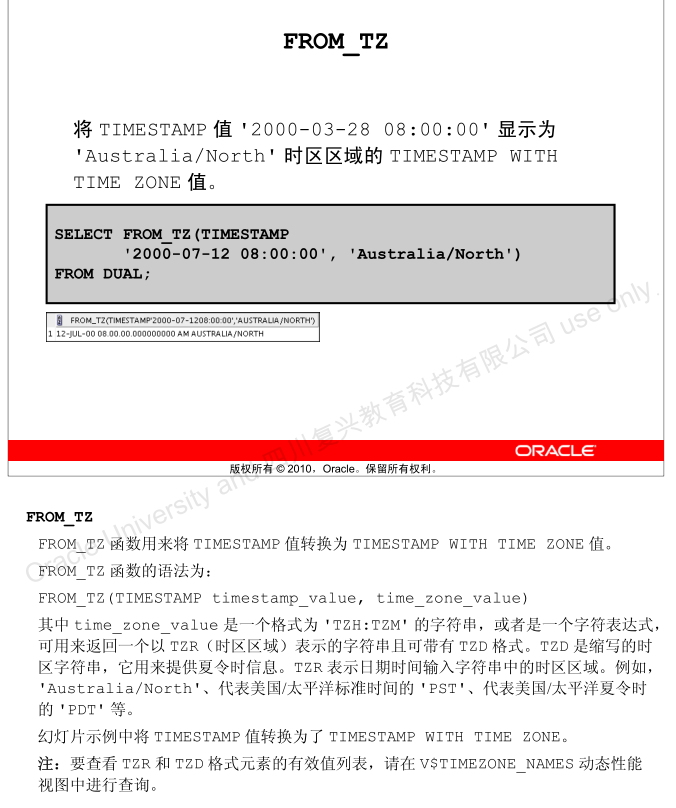 FROM_TZ
将 TIMESTAMP 值 '2000-03-28 08:00:00' 显示为
'Australia/North' 时区区域的 TIMESTAMP WITH
TIME ZONE 值。
SELECT FROM_TZ(TIMESTAMP
'2000-07-12 08:00:00', 'Australia/North')
FROM DUAL;
FROM_TZ(TIMESTAMP'2000-07-1208:00:00','AUSTRALIA/NORTH')
1 12-JUL-00 08.00.00.000000000 AM AUSTRALIA/NORTH
Oracle University and 四川复兴教育科技有限公司 use only.
ORACLE
版权所有 © 2010，Oracle。保留所有权利。
FROM_TZ
FROM_TZ 函数用来将 TIMESTAMP 值转换为 TIMESTAMP WITH TIME ZONE 值。
FROM_TZ 函数的语法为：
FROM_TZ(TIMESTAMP timestamp_value, time_zone_value)
其中 time_zone_value 是一个格式为 'TZH:TZM' 的字符串，或者是一个字符表达式，
可用来返回一个以 TZR（时区区域）表示的字符串且可带有 TZD 格式。TZD 是缩写的时
区字符串，它用来提供夏令时信息。TZR 表示日期时间输入字符串中的时区区域。例如，
'Australia/North'、代表美国/太平洋标准时间的 'PST'、代表美国/太平洋夏令时
的 'PDT' 等。
幻灯片示例中将 TIMESTAMP 值转换为了 TIMESTAMP WITH TIME ZONE。
注：要查看 TZR 和 TZD 格式元素的有效值列表，请在 V$TIMEZONE_NAMES 动态性能
视图中进行查询。